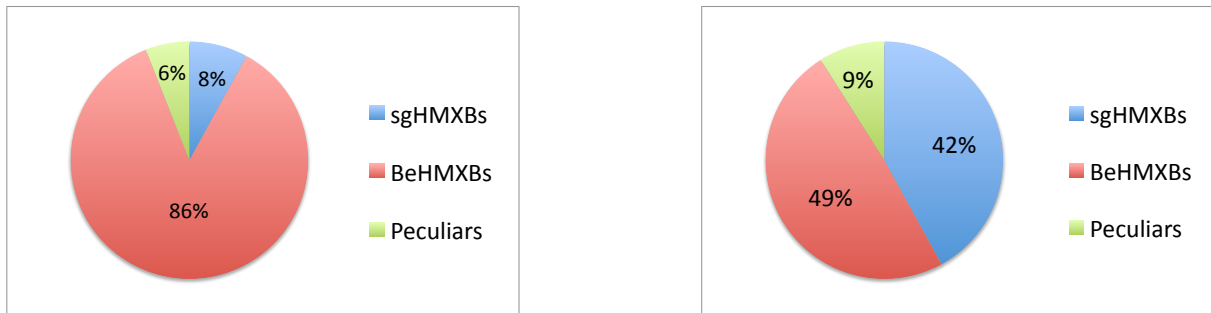 6%
8%
86%
sgHMXBs
BeHMXBs
Peculiars
9%
42%
49%
sgHMXBs
BeHMXBs
Peculiars